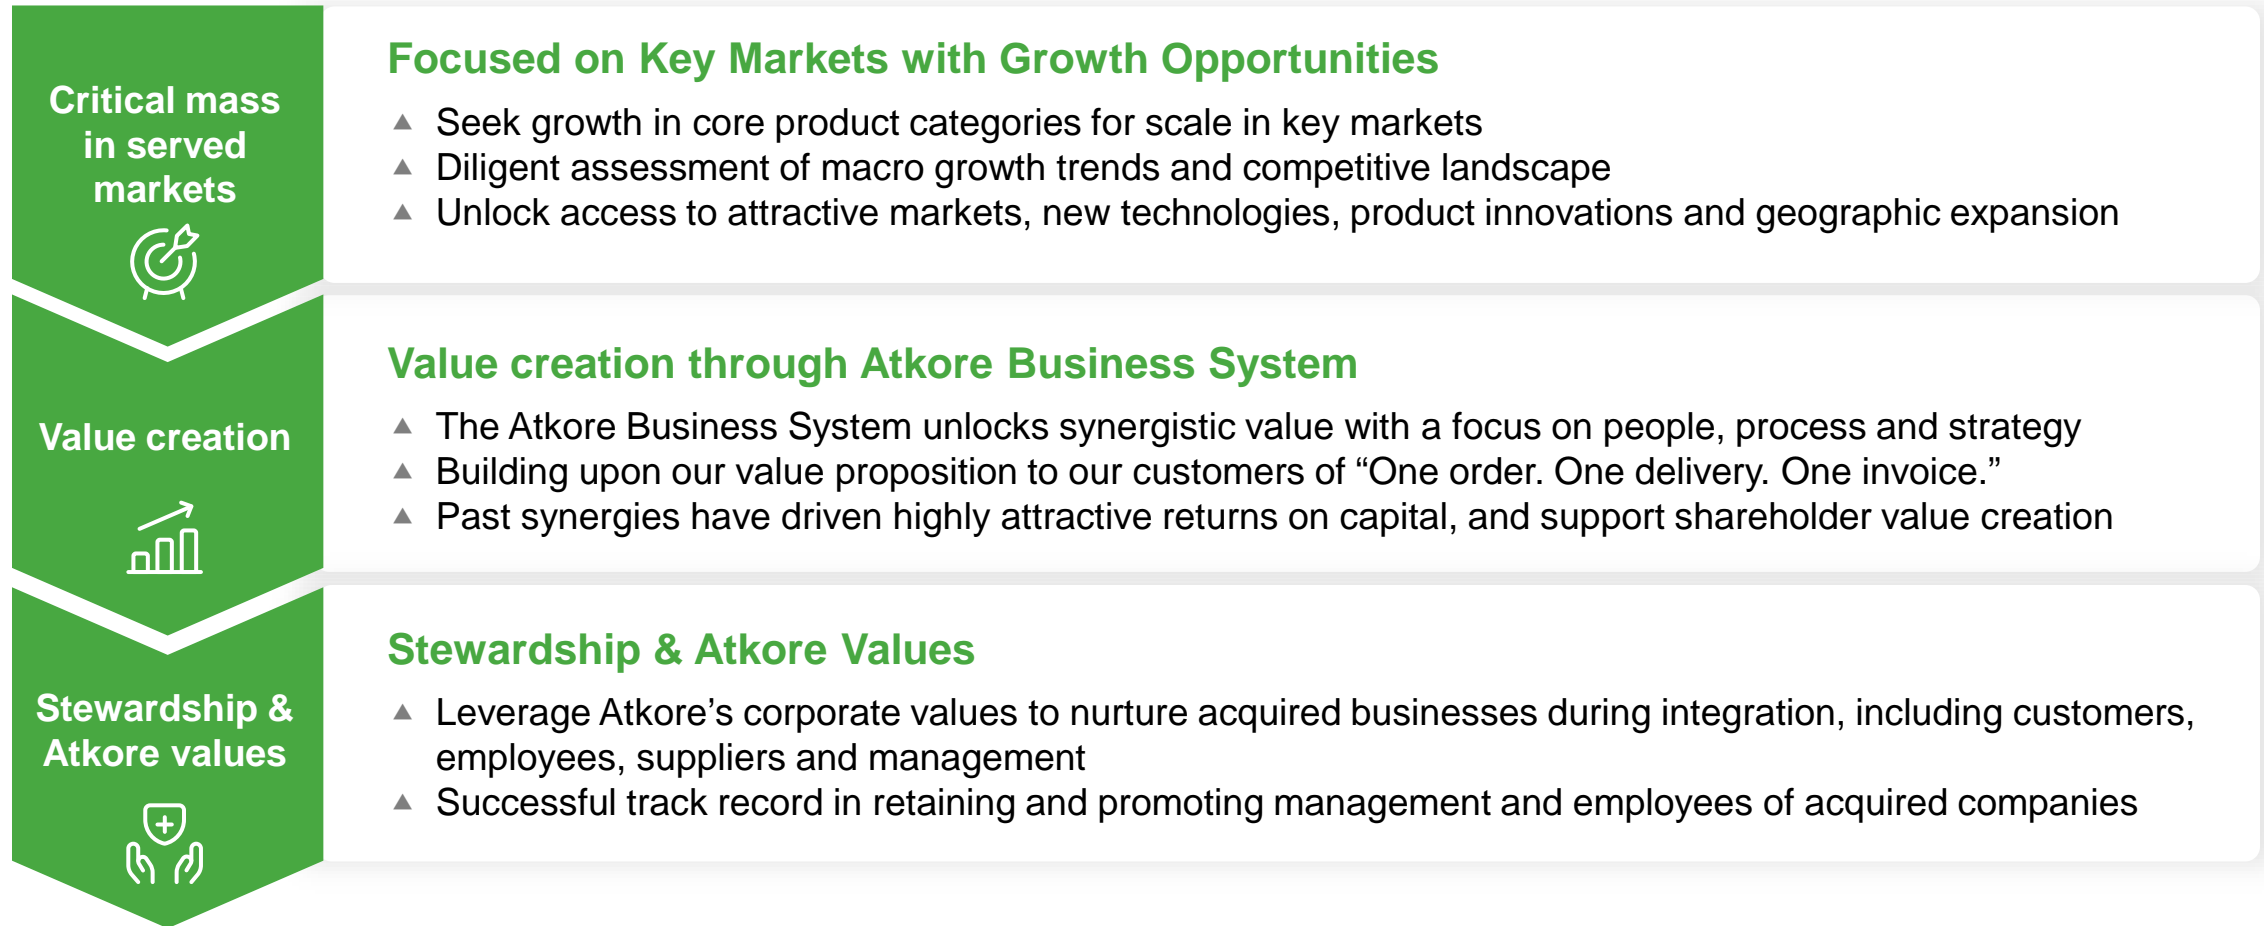 Critical mass
in served
markets
Focused on Key Markets with Growth Opportunities
Seek growth in core product categories for scale in key markets
Diligent assessment of macro growth trends and competitive landscape
Unlock access to attractive markets, new technologies, product innovations and geographic expansion
Value creation
Value creation through Atkore Business System
The Atkore Business System unlocks synergistic value with a focus on people, process and strategy
Building upon our value proposition to our customers of “One order. One delivery. One invoice.”
Past synergies have driven highly attractive returns on capital, and support shareholder value creation
Stewardship &
Atkore values
Stewardship & Atkore Values
Leverage Atkore’s corporate values to nurture acquired businesses during integration, including customers,
employees, suppliers and management
Successful track record in retaining and promoting management and employees of acquired companies